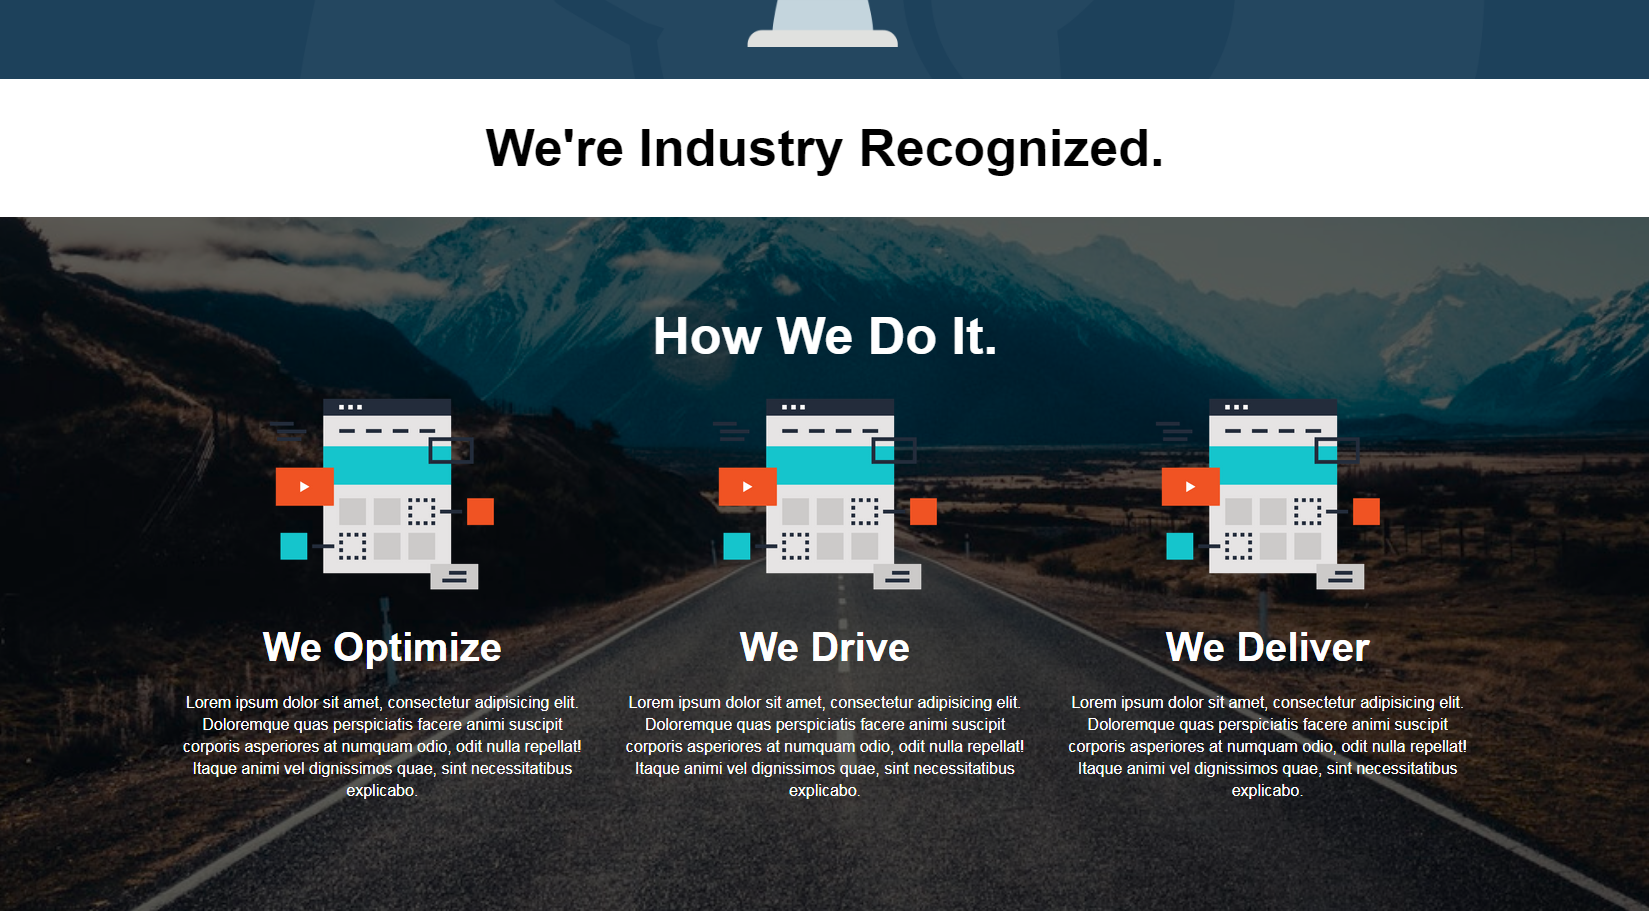 We're Industry Recognized.
How We Do It.
We Optimize
Lorem ipsum dolor sit amet, consectetur adipisicing elit.
Doloremque quas perspiciatis facere animi suscipit
corporis asperiores at numquam odio, odit nulla repellat!
Itaque animi vel dignissimos quae, sint necessitatibus
explicabo.
We Drive
Lorem ipsum dolor sit amet, consectetur adipisicing elit.
Doloremque quas perspiciatis facere animi suscipit
corporis asperiores at numquam odio, odit nulla repellat!
Itaque animi vel dignissimos quae, sint necessitatibus
explicabo.
We Deliver
Lorem ipsum dolor sit amet, consectetur adipisicing elit.
Doloremque quas perspiciatis facere animi suscipit
corporis asperiores at numquam odio, odit nulla repellat!
Itaque animi vel dignissimos quae, sint necessitatibus
explicabo.